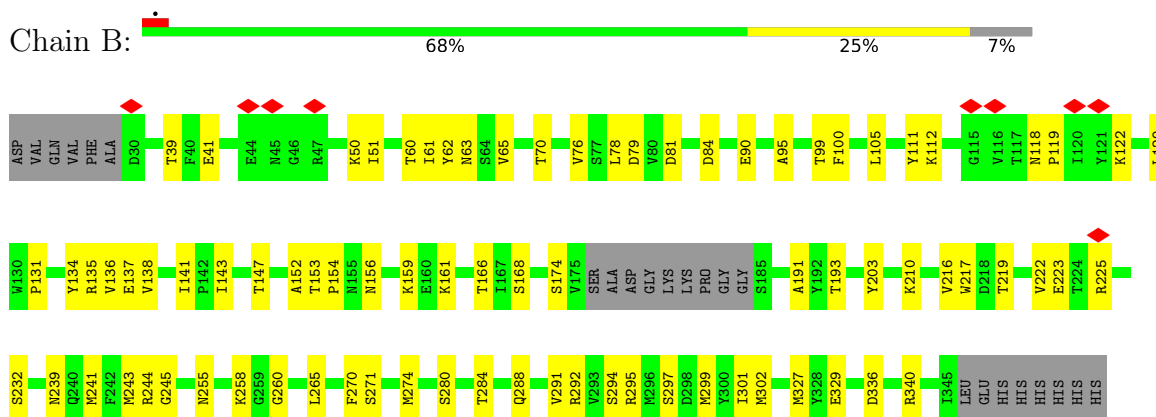 Chain B:
68% 25% 7%
ASP VAL GLN VAL PHE ALA D30 T39 F40 E41 E44 N45 G46 R47 K50 I51 T60 I61 Y62 N63 S64 V65 T70 V76 S77 L78 D79 V80 D81 D84 E90 A95 T99 F100 L105 Y111 K112 G115 V116 T117 N118 P119 I120 Y121 K122
W130 P131 Y134 R135 V136 E137 V138 I141 P142 I143 T147 A152 T153 P154 N155 N156 K159 E160 K161 T166 I167 S168 S174 V175 SER ALA ASP GLY LYS LYS PRO GLY GLY S185 A191 Y192 T193 Y203 K210 V216 W217 D218 T219 V222 E223 T224 R225
S232 N239 Q240 M241 F242 M243 R244 G245 N255 K258 G259 G260 L265 F270 S271 M274 S280 T284 Q288 V291 R292 V293 S294 R295 M296 S297 D298 M299 Y300 I301 M302 M327 Y328 E329 D336 R340 I345 LEU GLU HIS HIS HIS HIS HIS HIS